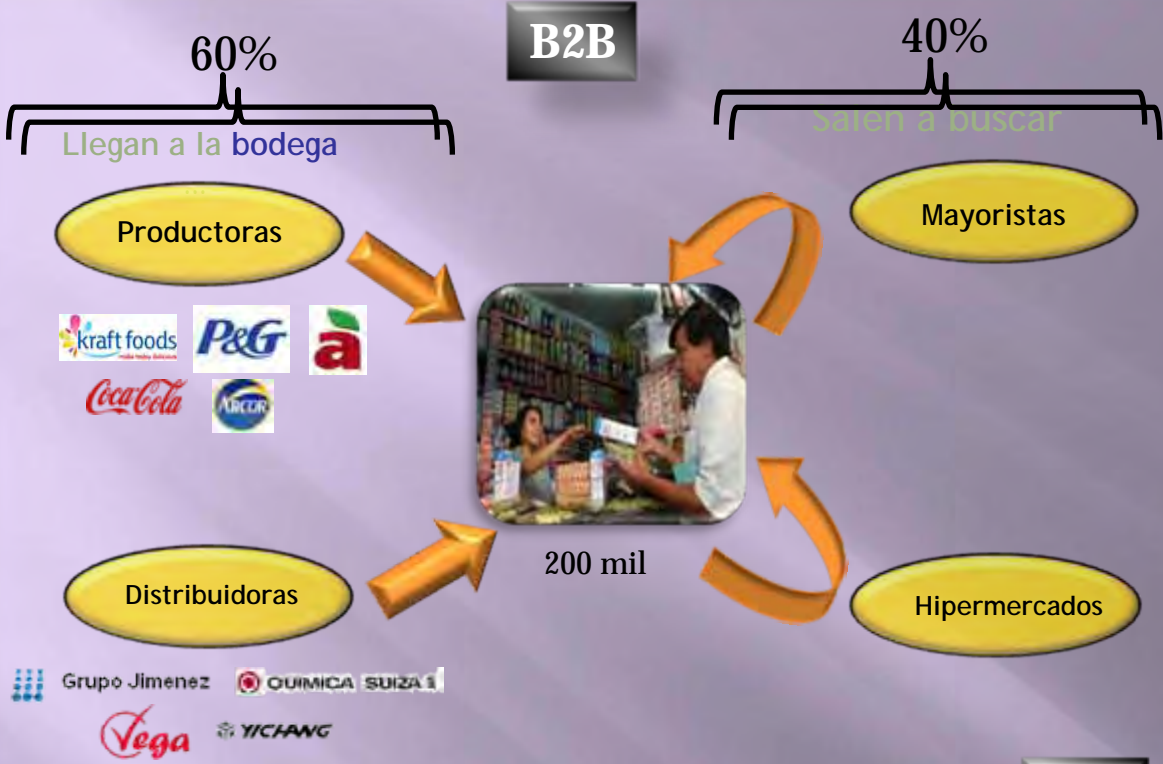 B2B
60%
40%
Llegan a la bodega
Salen a buscar
Productoras
Mayoristas
kraft foods
P&G
a
Coca-Cola
ARCOR
200 mil
Distribuidoras
Hipermercados
Grupo Jimenez
QUIMICA SUIZA
Vega
YICHANG